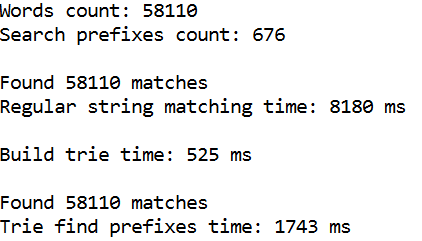 Words count: 58110
Search prefixes count: 676
Found 58110 matches
Regular string matching time: 8180 ms
Build trie time: 525 ms
Found 58110 matches
Trie find prefixes time: 1743 ms